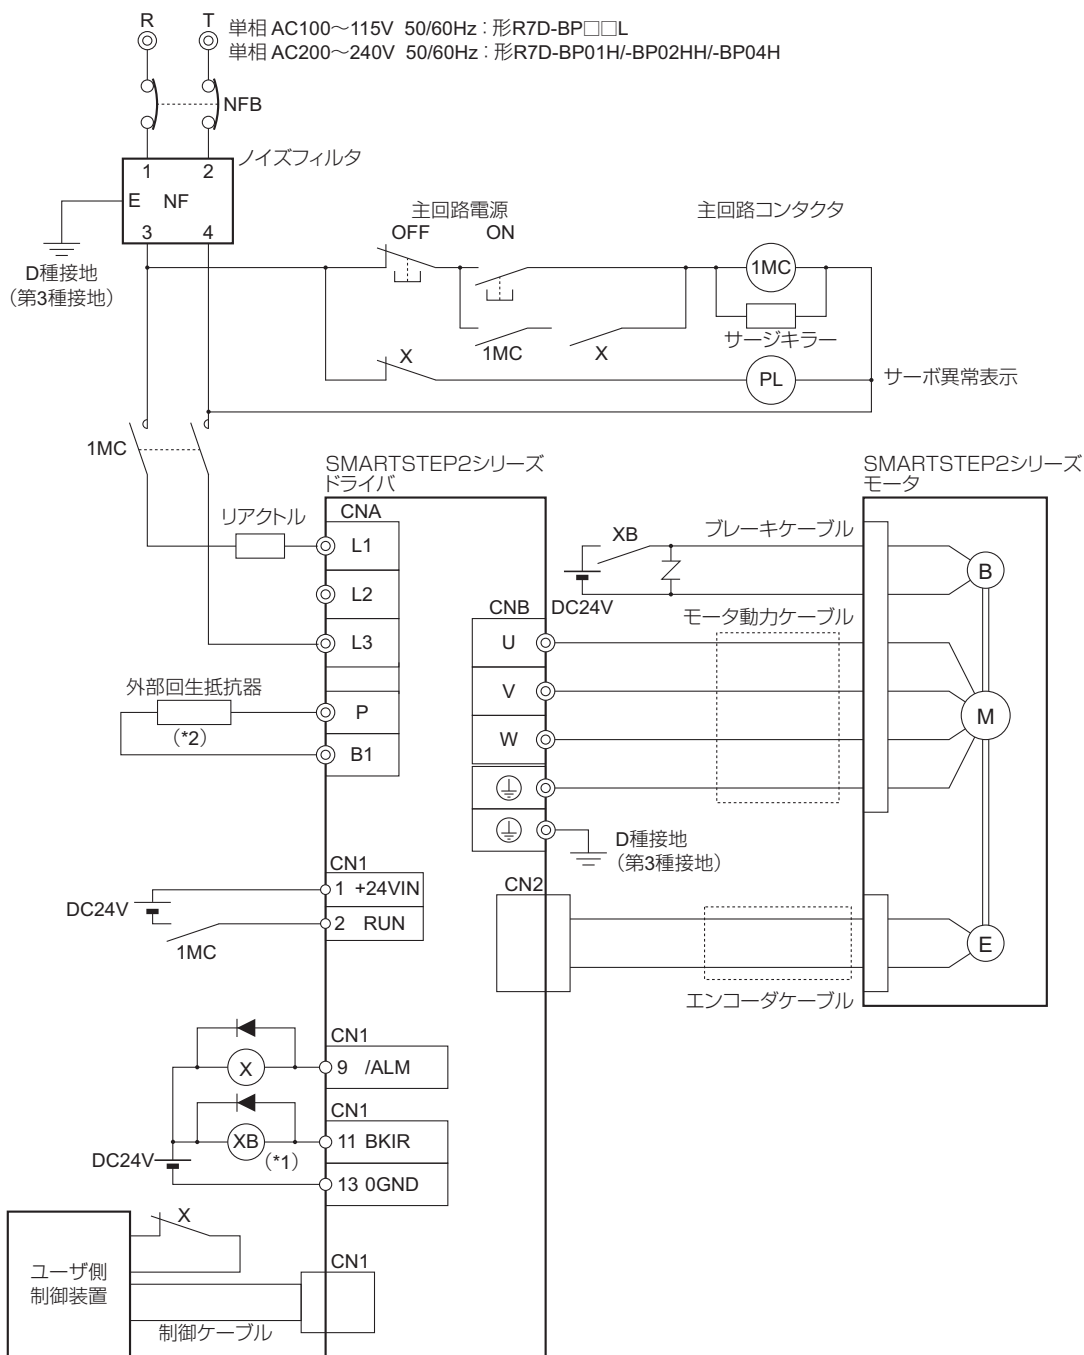 R T
単相 AC100～115V 50/60Hz：形R7D-BP□□L
単相 AC200～240V 50/60Hz：形R7D-BP01H/-BP02HH/-BP04H
NFB
ノイズフィルタ
1 2
E NF
3 4
D種接地
（第3種接地）
主回路電源
OFF ON
主回路コンタクタ
1MC
サージキラー
1MC X
X
PL
サーボ異常表示
1MC
SMARTSTEP2シリーズ
ドライバ
SMARTSTEP2シリーズ
モータ
リアクトル
CNA
L1
L2
L3
外部回生抵抗器
（*2）
P
B1
XB
ブレーキケーブル
B
DC24V
CNB
モータ動力ケーブル
U
V
W
M
D種接地
（第3種接地）
CN1
1 +24VIN
DC24V
2 RUN
1MC
CN2
E
エンコーダケーブル
CN1
X
9 /ALM
CN1
XB
（*1）
11 BKIR
DC24V
13 0GND
X
ユーザ側
制御装置
CN1
制御ケーブル